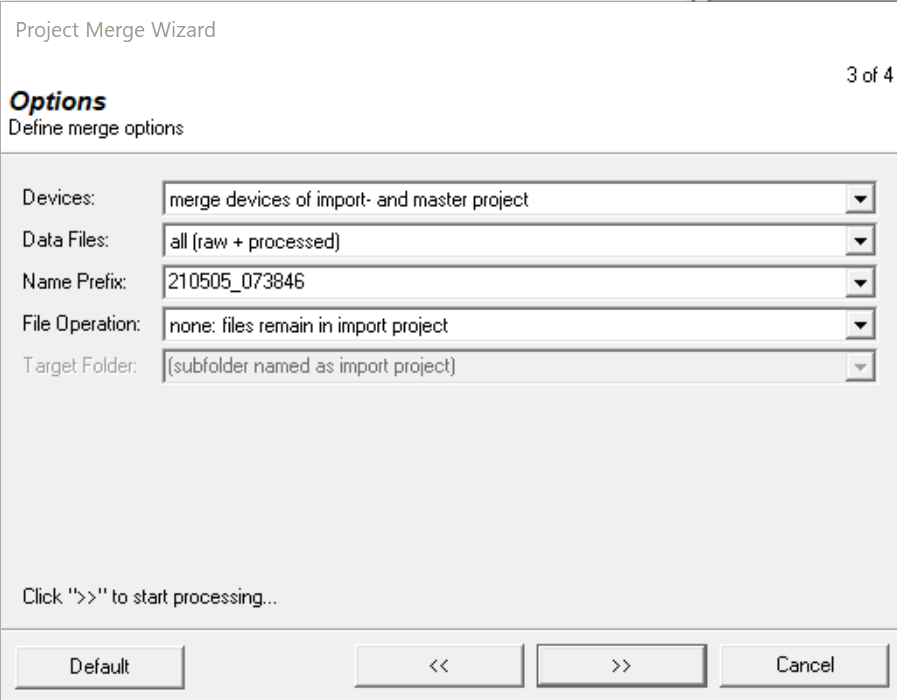 Project Merge Wizard
3 of 4
Options
Define merge options
Devices: merge devices of import- and master project
Data Files: all (raw + processed)
Name Prefix: 210505_073846
File Operation: none: files remain in import project
Target Folder: (subfolder named as import project)
Click ">>" to start processing...
Default << >> Cancel